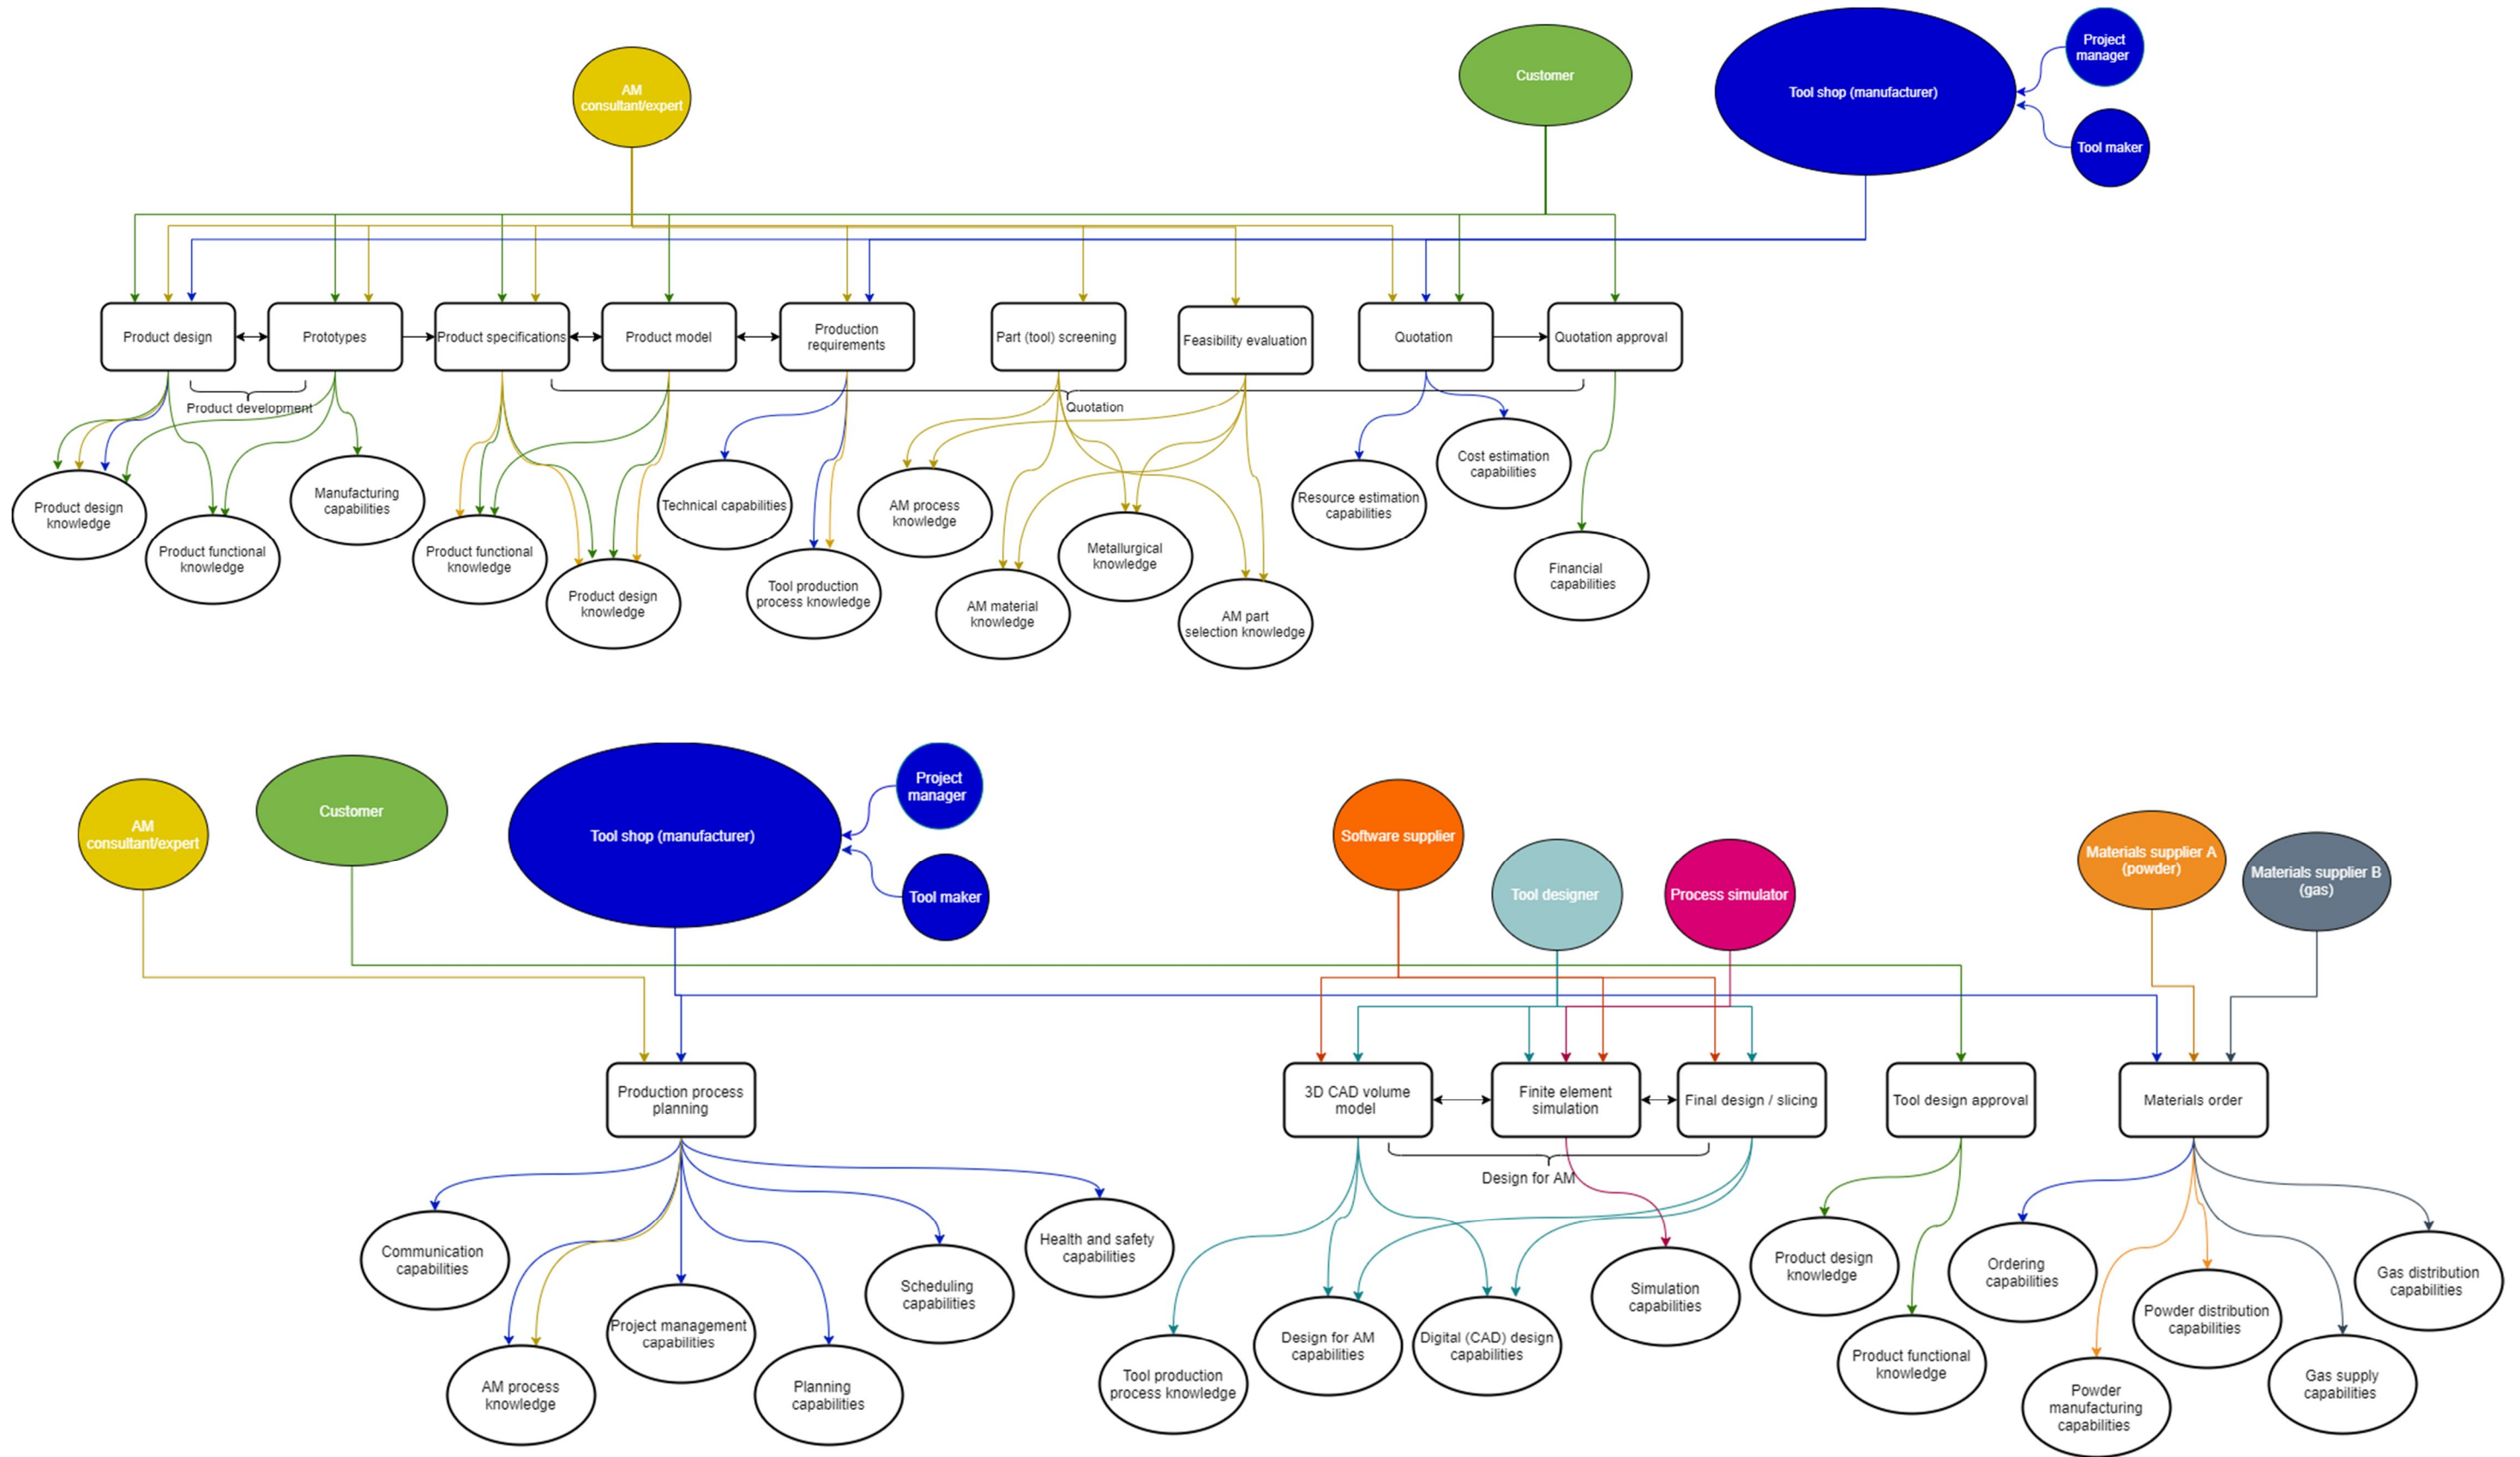 AM
consultant/expert
Customer
Tool shop (manufacturer)
Project
manager
Tool maker
Product design
Prototypes
Product specifications
Product model
Production
requirements
Part (tool) screening
Feasibility evaluation
Quotation
Quotation approval
Product development
Quotation
Product design
knowledge
Product functional
knowledge
Manufacturing
capabilities
Product functional
knowledge
Product design
knowledge
Technical capabilities
Tool production
process knowledge
AM process
knowledge
AM material
knowledge
Metallurgical
knowledge
AM part
selection knowledge
Resource estimation
capabilities
Cost estimation
capabilities
Financial
capabilities
AM
consultant/expert
Customer
Tool shop (manufacturer)
Project
manager
Tool maker
Software supplier
Tool designer
Process simulator
Materials supplier A
(powder)
Materials supplier B
(gas)
Production process
planning
3D CAD volume
model
Finite element
simulation
Final design / slicing
Tool design approval
Materials order
Design for AM
Communication
capabilities
AM process
knowledge
Project management
capabilities
Planning
capabilities
Scheduling
capabilities
Health and safety
capabilities
Tool production
process knowledge
Design for AM
capabilities
Digital (CAD) design
capabilities
Simulation
capabilities
Product design
knowledge
Product functional
knowledge
Ordering
capabilities
Powder
manufacturing
capabilities
Powder distribution
capabilities
Gas supply
capabilities
Gas distribution
capabilities